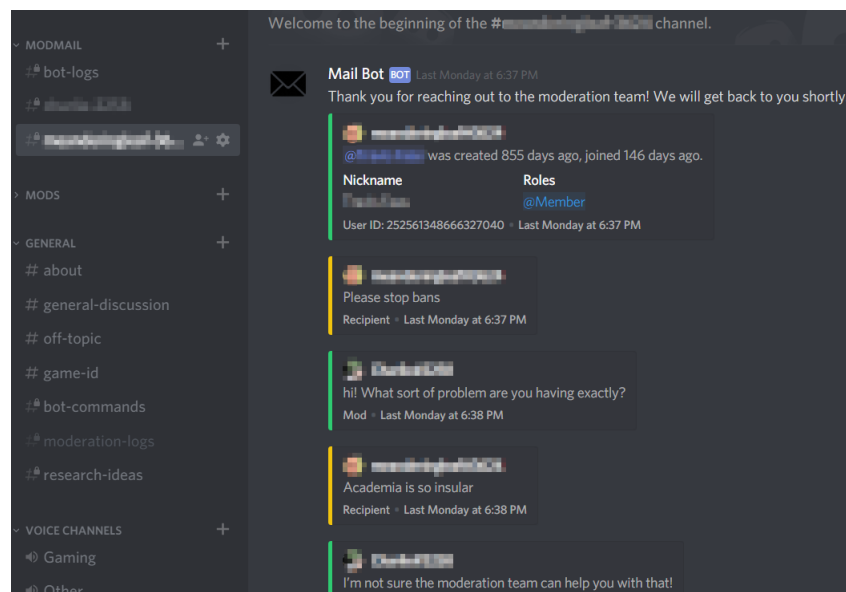 MODMAIL
bot-logs
MODS
GENERAL
# about
# general-discussion
# off-topic
# game-id
bot-commands
moderation-logs
research-ideas
VOICE CHANNELS
Gaming
Other
Welcome to the beginning of the # channel.
Mail Bot BOT Last Monday at 6:37 PM
Thank you for reaching out to the moderation team! We will get back to you shortly
@ was created 855 days ago, joined 146 days ago.
Nickname Roles
@Member
User ID: 252561348666327040 • Last Monday at 6:37 PM
Please stop bans
Recipient • Last Monday at 6:37 PM
hi! What sort of problem are you having exactly?
Mod • Last Monday at 6:38 PM
Academia is so insular
Recipient • Last Monday at 6:38 PM
I'm not sure the moderation team can help you with that!